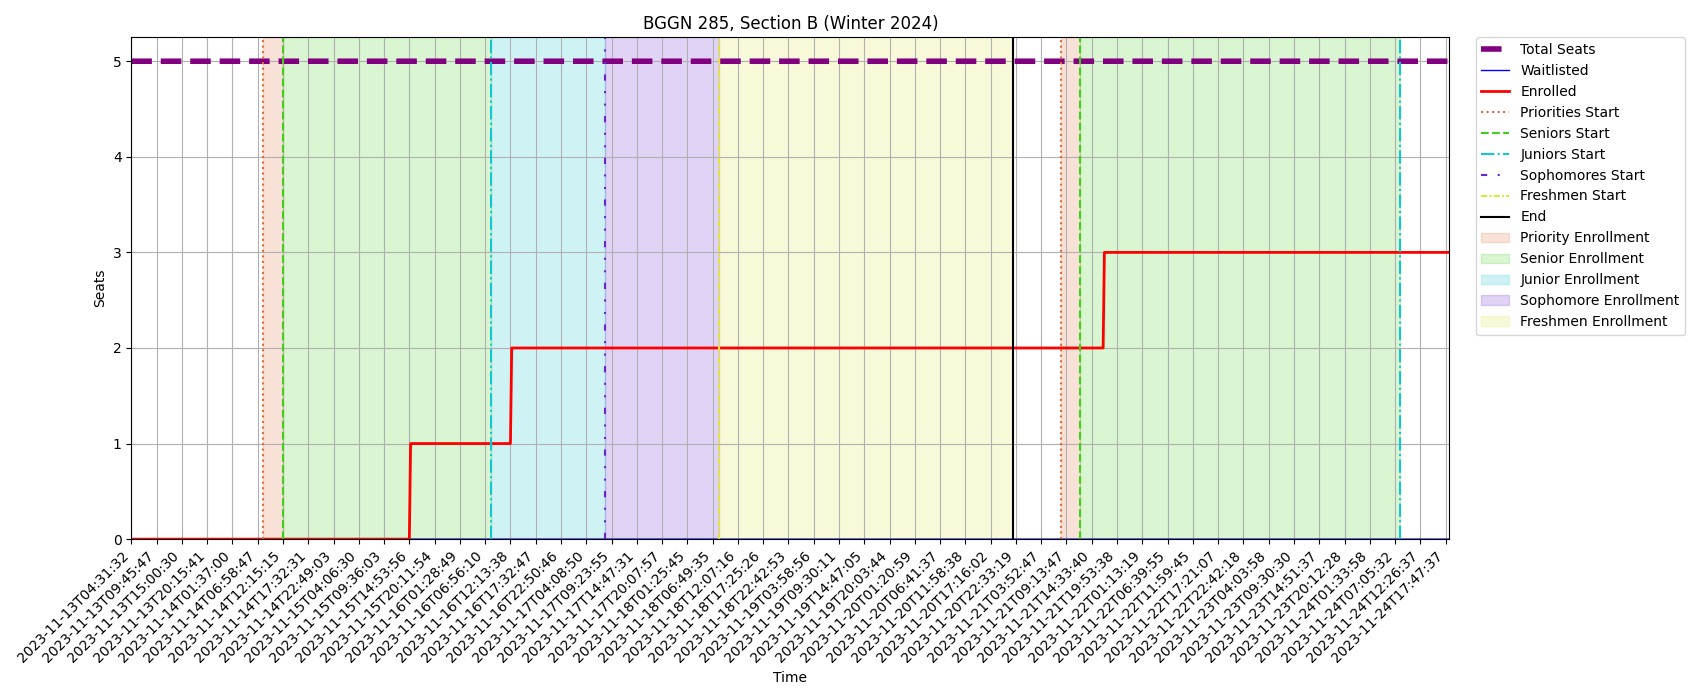 BGGN 285, Section B (Winter 2024)
Total Seats
Waitlisted
Enrolled
Priorities Start
Seniors Start
Juniors Start
Sophomores Start
Freshmen Start
End
Priority Enrollment
Senior Enrollment
Junior Enrollment
Sophomore Enrollment
Freshmen Enrollment
Seats
5
4
3
2
1
0
2023-11-13T04:31:32
2023-11-13T09:45:47
2023-11-13T15:00:30
2023-11-13T20:15:41
2023-11-14T01:37:00
2023-11-14T06:58:47
2023-11-14T12:15:15
2023-11-14T17:32:31
2023-11-14T22:49:03
2023-11-15T04:06:30
2023-11-15T09:36:03
2023-11-15T14:53:56
2023-11-15T20:11:54
2023-11-16T01:28:49
2023-11-16T06:56:10
2023-11-16T12:13:38
2023-11-16T17:32:47
2023-11-16T22:50:46
2023-11-17T04:08:50
2023-11-17T09:23:55
2023-11-17T14:47:31
2023-11-17T20:07:57
2023-11-18T01:25:45
2023-11-18T06:49:35
2023-11-18T12:07:16
2023-11-18T17:25:26
2023-11-18T22:42:53
2023-11-19T03:58:56
2023-11-19T09:30:11
2023-11-19T14:47:05
2023-11-19T20:03:44
2023-11-20T01:20:59
2023-11-20T06:41:37
2023-11-20T11:58:38
2023-11-20T17:16:02
2023-11-20T22:33:19
2023-11-21T03:52:47
2023-11-21T09:13:47
2023-11-21T14:33:40
2023-11-21T19:53:38
2023-11-22T01:13:19
2023-11-22T06:39:55
2023-11-22T11:59:45
2023-11-22T17:21:07
2023-11-22T22:42:18
2023-11-23T04:03:58
2023-11-23T09:30:30
2023-11-23T14:51:37
2023-11-23T20:12:28
2023-11-24T01:33:58
2023-11-24T07:05:32
2023-11-24T12:26:37
2023-11-24T17:47:37
Time